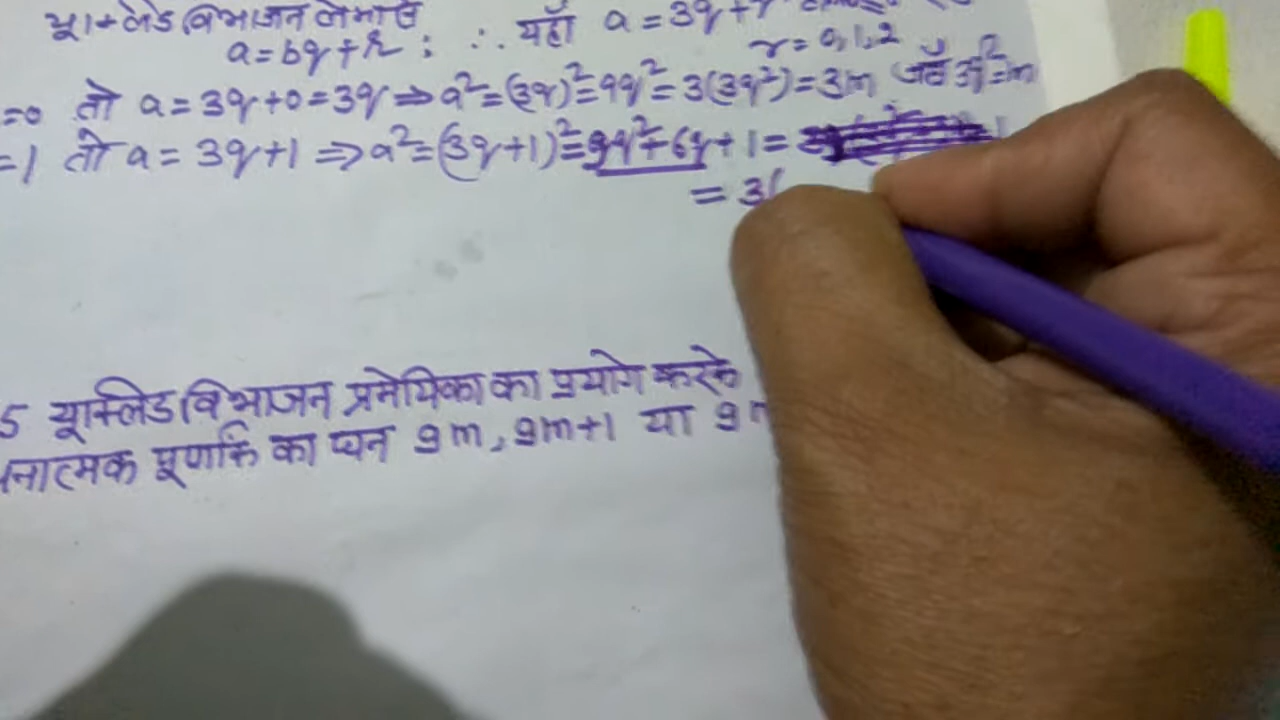 यूक्लिड विभाजन लेमा से
a = bq + r ; ∴ यहाँ a = 3q + r
r = 0, 1, 2
=0 तो a = 3q + 0 = 3q ⇒ a² = (3q)² = 9q² = 3(3q²) = 3m जहाँ 3q² = m
=1 तो a = 3q + 1 ⇒ a² = (3q + 1)² = 9q² + 6q + 1 =
= 3(
5 यूक्लिड विभाजन प्रमेयिका का प्रयोग करके
नात्मक पूर्णांक का घन 9m, 9m+1 या 9m